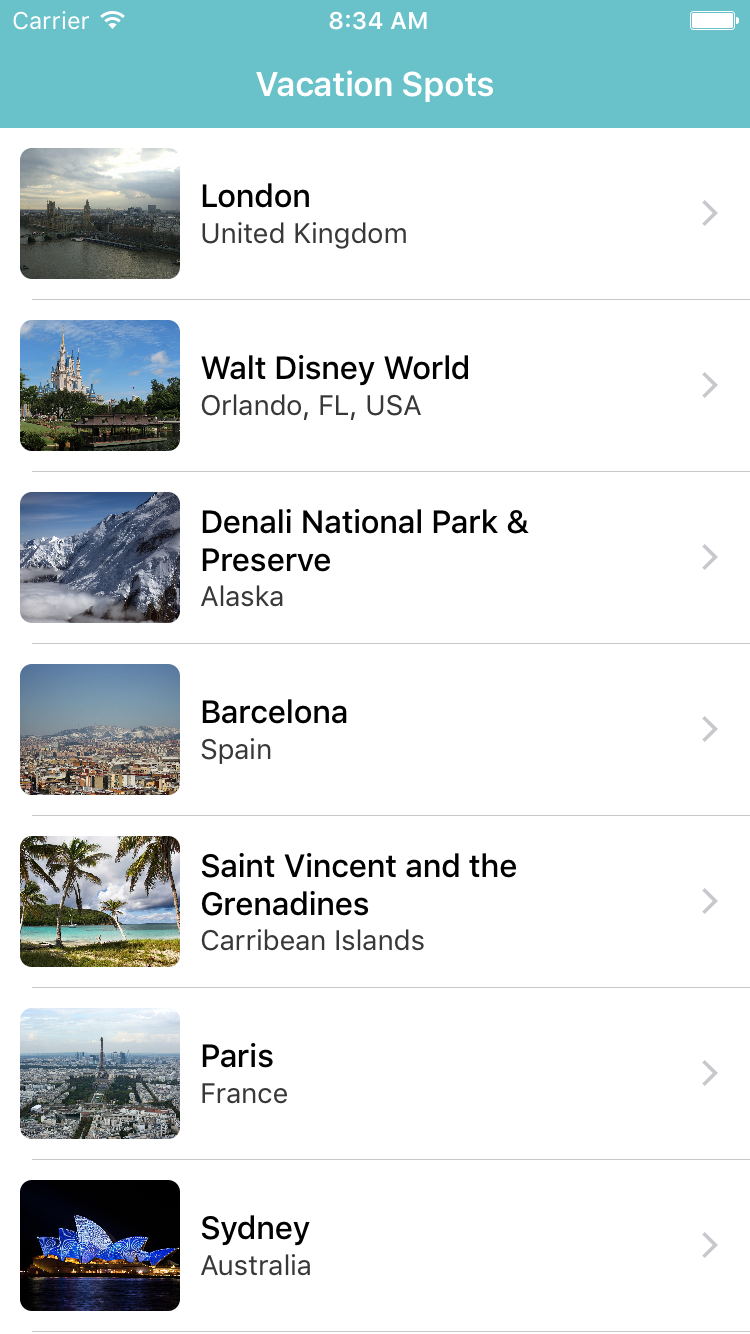 Carrier 8:34 AM
Vacation Spots
London
United Kingdom
Walt Disney World
Orlando, FL, USA
Denali National Park &
Preserve
Alaska
Barcelona
Spain
Saint Vincent and the
Grenadines
Carribean Islands
Paris
France
Sydney
Australia